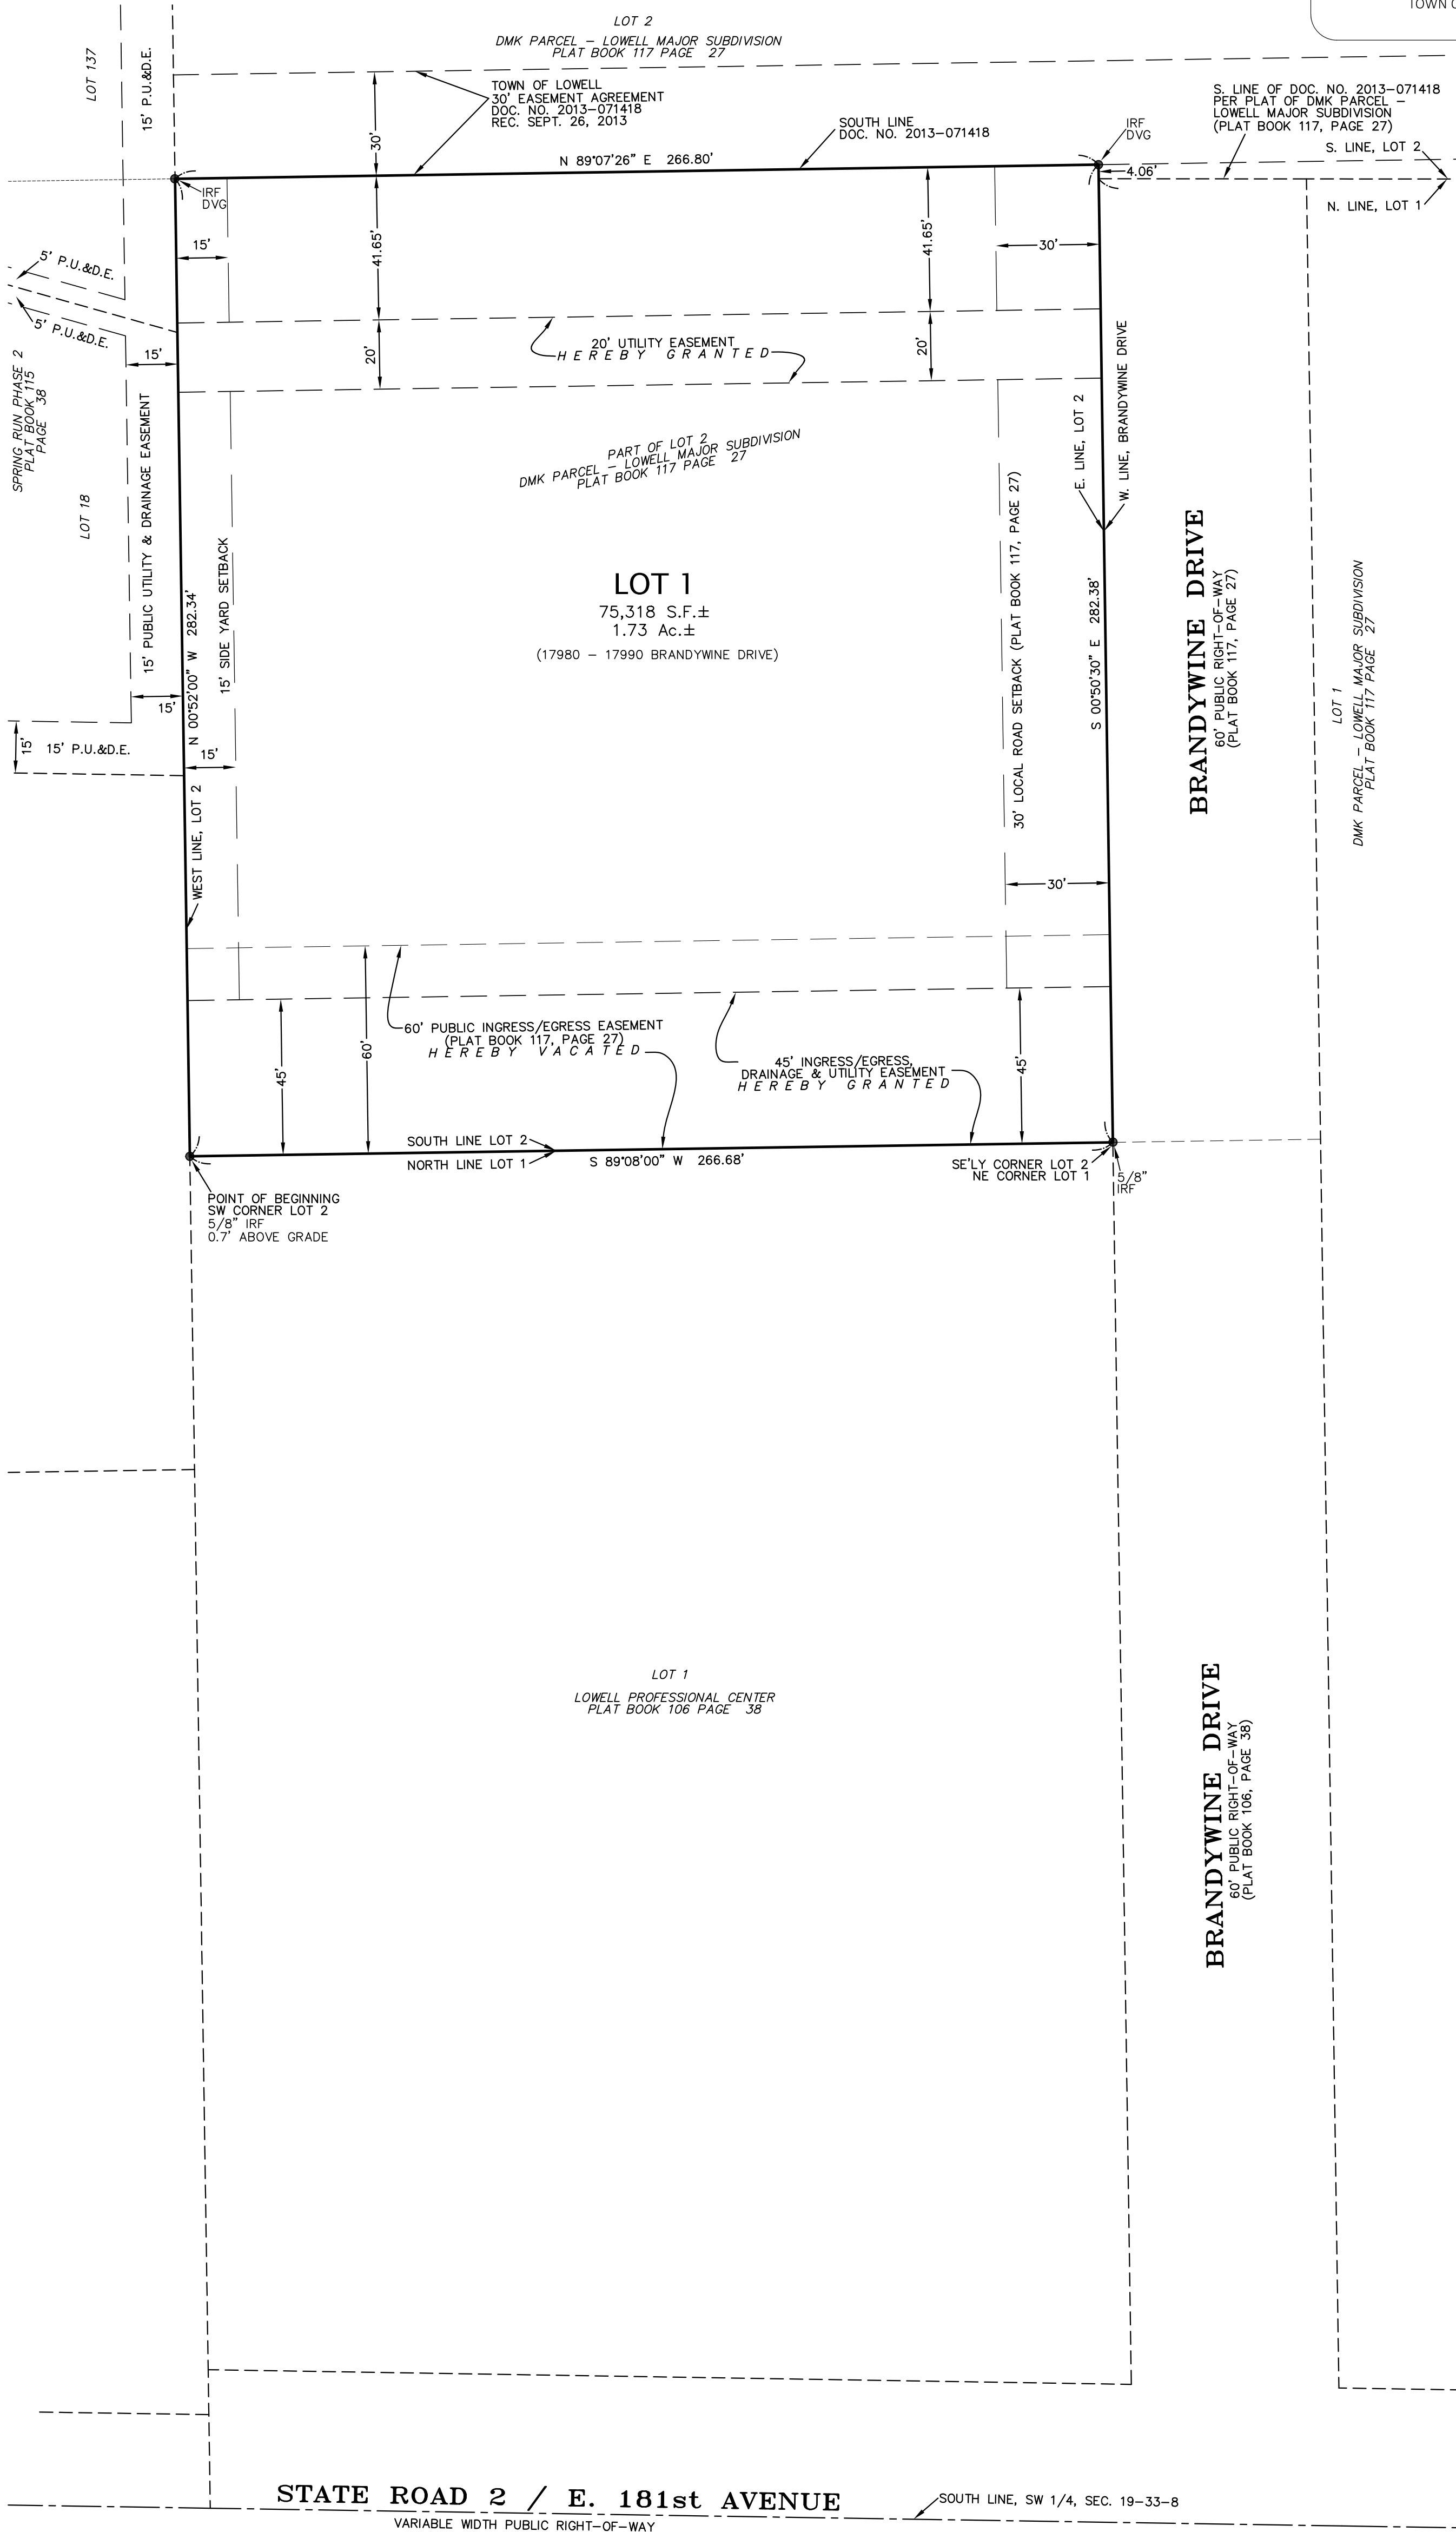 TOWN O
LOT 2
DMK PARCEL – LOWELL MAJOR SUBDIVISION
PLAT BOOK 117 PAGE 27
LOT 137
15' P.U.&D.E.
30'
TOWN OF LOWELL
30' EASEMENT AGREEMENT
DOC. NO. 2013–071418
REC. SEPT. 26, 2013
SOUTH LINE
DOC. NO. 2013–071418
N 89°07'26" E 266.80'
IRF
DVG
S. LINE OF DOC. NO. 2013–071418
PER PLAT OF DMK PARCEL –
LOWELL MAJOR SUBDIVISION
(PLAT BOOK 117, PAGE 27)
S. LINE, LOT 2
4.06'
N. LINE, LOT 1
IRF
DVG
15'
41.65'
41.65'
30'
5' P.U.&D.E.
5' P.U.&D.E.
15'
20'
20' UTILITY EASEMENT
HEREBY GRANTED
20'
SPRING RUN PHASE 2
PLAT BOOK 115
PAGE 38
LOT 18
15' PUBLIC UTILITY & DRAINAGE EASEMENT
N 00°52'00" W 282.34'
15' SIDE YARD SETBACK
PART OF LOT 2
DMK PARCEL – LOWELL MAJOR SUBDIVISION
PLAT BOOK 117 PAGE 27
LOT 1
75,318 S.F.±
1.73 Ac.±
(17980 – 17990 BRANDYWINE DRIVE)
30' LOCAL ROAD SETBACK (PLAT BOOK 117, PAGE 27)
E. LINE, LOT 2
W. LINE, BRANDYWINE DRIVE
S 00°50'30" E 282.38'
BRANDYWINE DRIVE
60' PUBLIC RIGHT–OF–WAY
(PLAT BOOK 117, PAGE 27)
LOT 1
DMK PARCEL – LOWELL MAJOR SUBDIVISION
PLAT BOOK 117 PAGE 27
15'
15'
15' P.U.&D.E.
15'
WEST LINE, LOT 2
30'
60' PUBLIC INGRESS/EGRESS EASEMENT
(PLAT BOOK 117, PAGE 27)
HEREBY VACATED
45'
60'
45' INGRESS/EGRESS,
DRAINAGE & UTILITY EASEMENT
HEREBY GRANTED
45'
SOUTH LINE LOT 2
NORTH LINE LOT 1
S 89°08'00" W 266.68'
SE'LY CORNER LOT 2
NE CORNER LOT 1
5/8"
IRF
POINT OF BEGINNING
SW CORNER LOT 2
5/8" IRF
0.7' ABOVE GRADE
LOT 1
LOWELL PROFESSIONAL CENTER
PLAT BOOK 106 PAGE 38
BRANDYWINE DRIVE
60' PUBLIC RIGHT–OF–WAY
(PLAT BOOK 106, PAGE 38)
STATE ROAD 2 / E. 181st AVENUE
VARIABLE WIDTH PUBLIC RIGHT–OF–WAY
SOUTH LINE, SW 1/4, SEC. 19–33–8